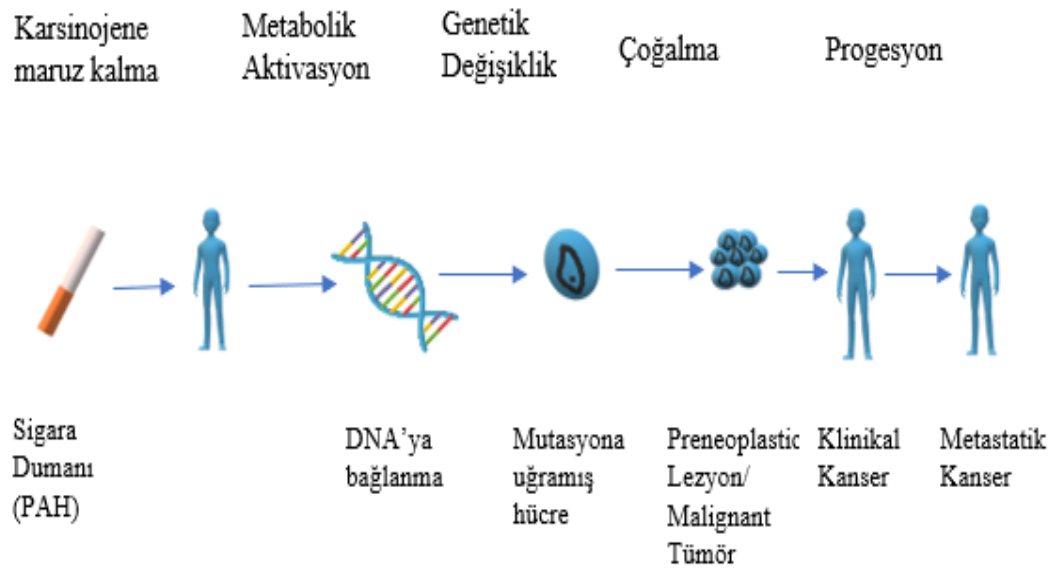 Karsinojene
maruz kalma
Metabolik
Aktivasyon
Genetik
Değişiklik
Çoğalma
Progesyon
Sigara
Dumanı
(PAH)
DNA'ya
bağlanma
Mutasyona
uğramış
hücre
Preneoplastic
Lezyon/
Malignant
Tümör
Klinikal
Kanser
Metastatik
Kanser